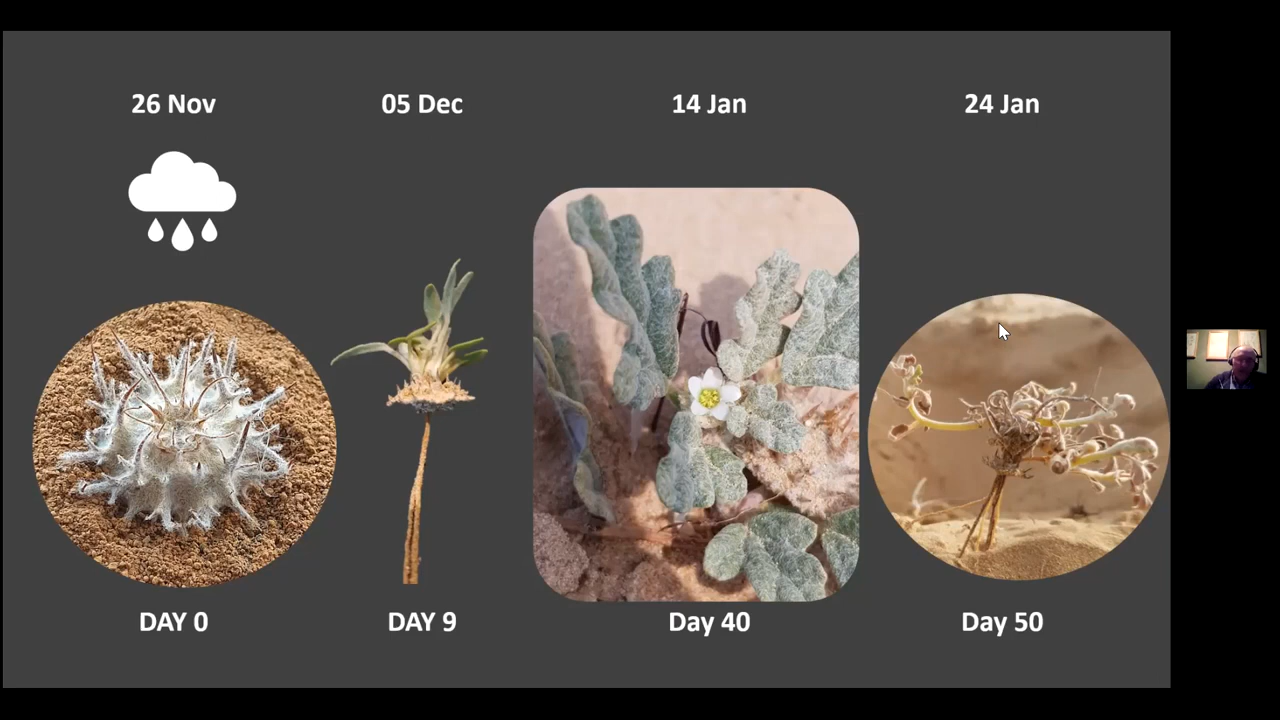 26 Nov
05 Dec
14 Jan
24 Jan
DAY 0
DAY 9
Day 40
Day 50